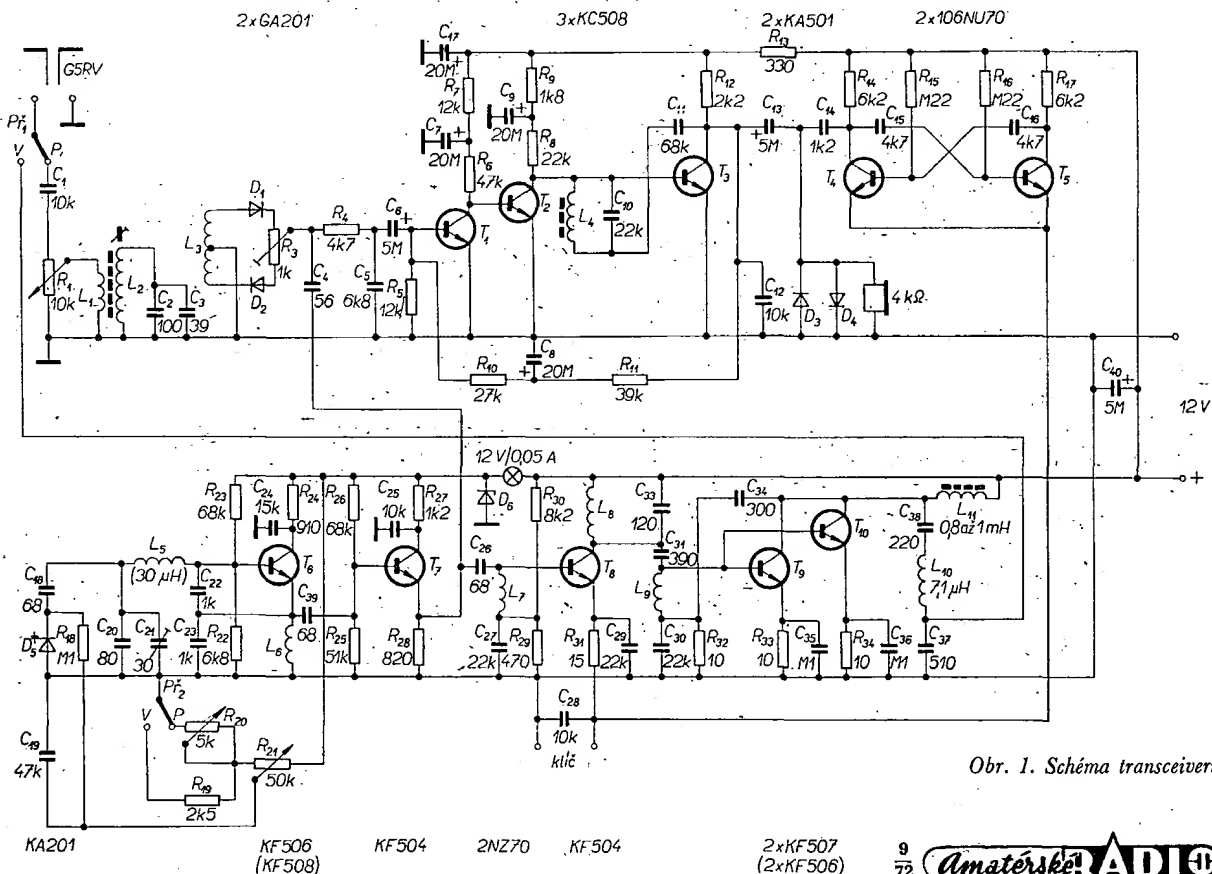 2xGA201 3xKC508 2xKA501 2x106NU70
G5RV
Př1
V P
C1
10k
R1
10k
L1 L2
C2
100
C3
39
L3
D1
D2
R3
1k
R4
4k7
C4
56
C5
6k8
C6
5M +
R5
12k
C17
20M +
R7
12k
C7
20M +
R6
47k
T1
C9
20M +
R9
1k8
R8
22k
T2
L4
C10
22k
C11
68k
R12
2k2
T3
R13
330
C13
+ 5M
C14
1k2
R14
6k2
C15
4k7
R15
M22
R16
M22
C16
4k7
R17
6k2
T4
T5
C12
10k
D3
D4
4 kΩ
C8
+ 20M
R10
27k
R11
39k
C40
5M +
12 V
+
12 V/0,05 A
C18
68
D5
R18
M1
C19
47k
L5
(30 μH)
C20
80
C21
30
C22
1k
C23
1k
R22
6k8
R23
68k
C24
15k
R24
910
T6
L6
C39
68
R26
68k
R25
51k
C25
10k
R27
1k2
T7
R28
820
Př2
V P
R20
5k
R19
2k5
R21
50k
D6
C26
68
L7
C27
22k
R30
8k2
R29
470
L8
T8
R31
15
C29
22k
C28
10k
klíč
C33
120
C31
390
L9
C30
22k
R32
10
C34
300
T9
T10
R33
10
C35
M1
R34
10
C36
M1
C38
220
L11
0,8až1mH
L10
7,1 μH
C37
510
Obr. 1. Schéma transceiver
KA201 KF506 KF504 2NZ70 KF504 2xKF507
(KF508) (2xKF506)
9
72
Amatérské RADIO